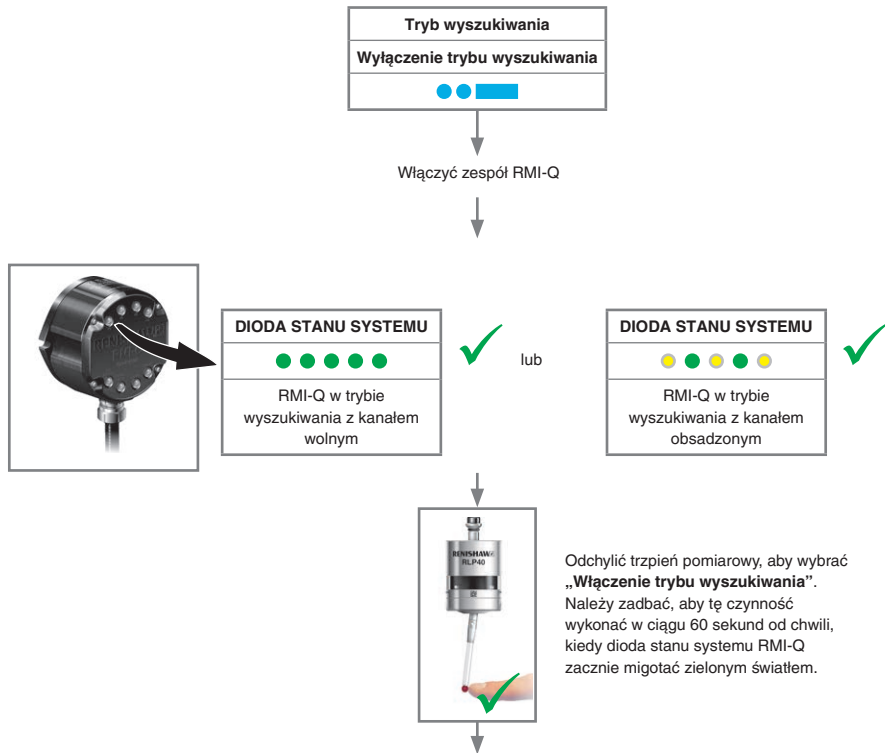 Tryb wyszukiwania
Wyłączenie trybu wyszukiwania
Włączyć zespół RMI-Q
DIODA STANU SYSTEMU
RMI-Q w trybie
wyszukiwania z kanałem
wolnym
lub
DIODA STANU SYSTEMU
RMI-Q w trybie
wyszukiwania z kanałem
obsadzonym
RENISHAW
RLP40
Odchylić trzpień pomiarowy, aby wybrać
„Włączenie trybu wyszukiwania”.
Należy zadbać, aby tę czynność
wykonać w ciągu 60 sekund od chwili,
kiedy dioda stanu systemu RMI-Q
zacznie migotać zielonym światłem.